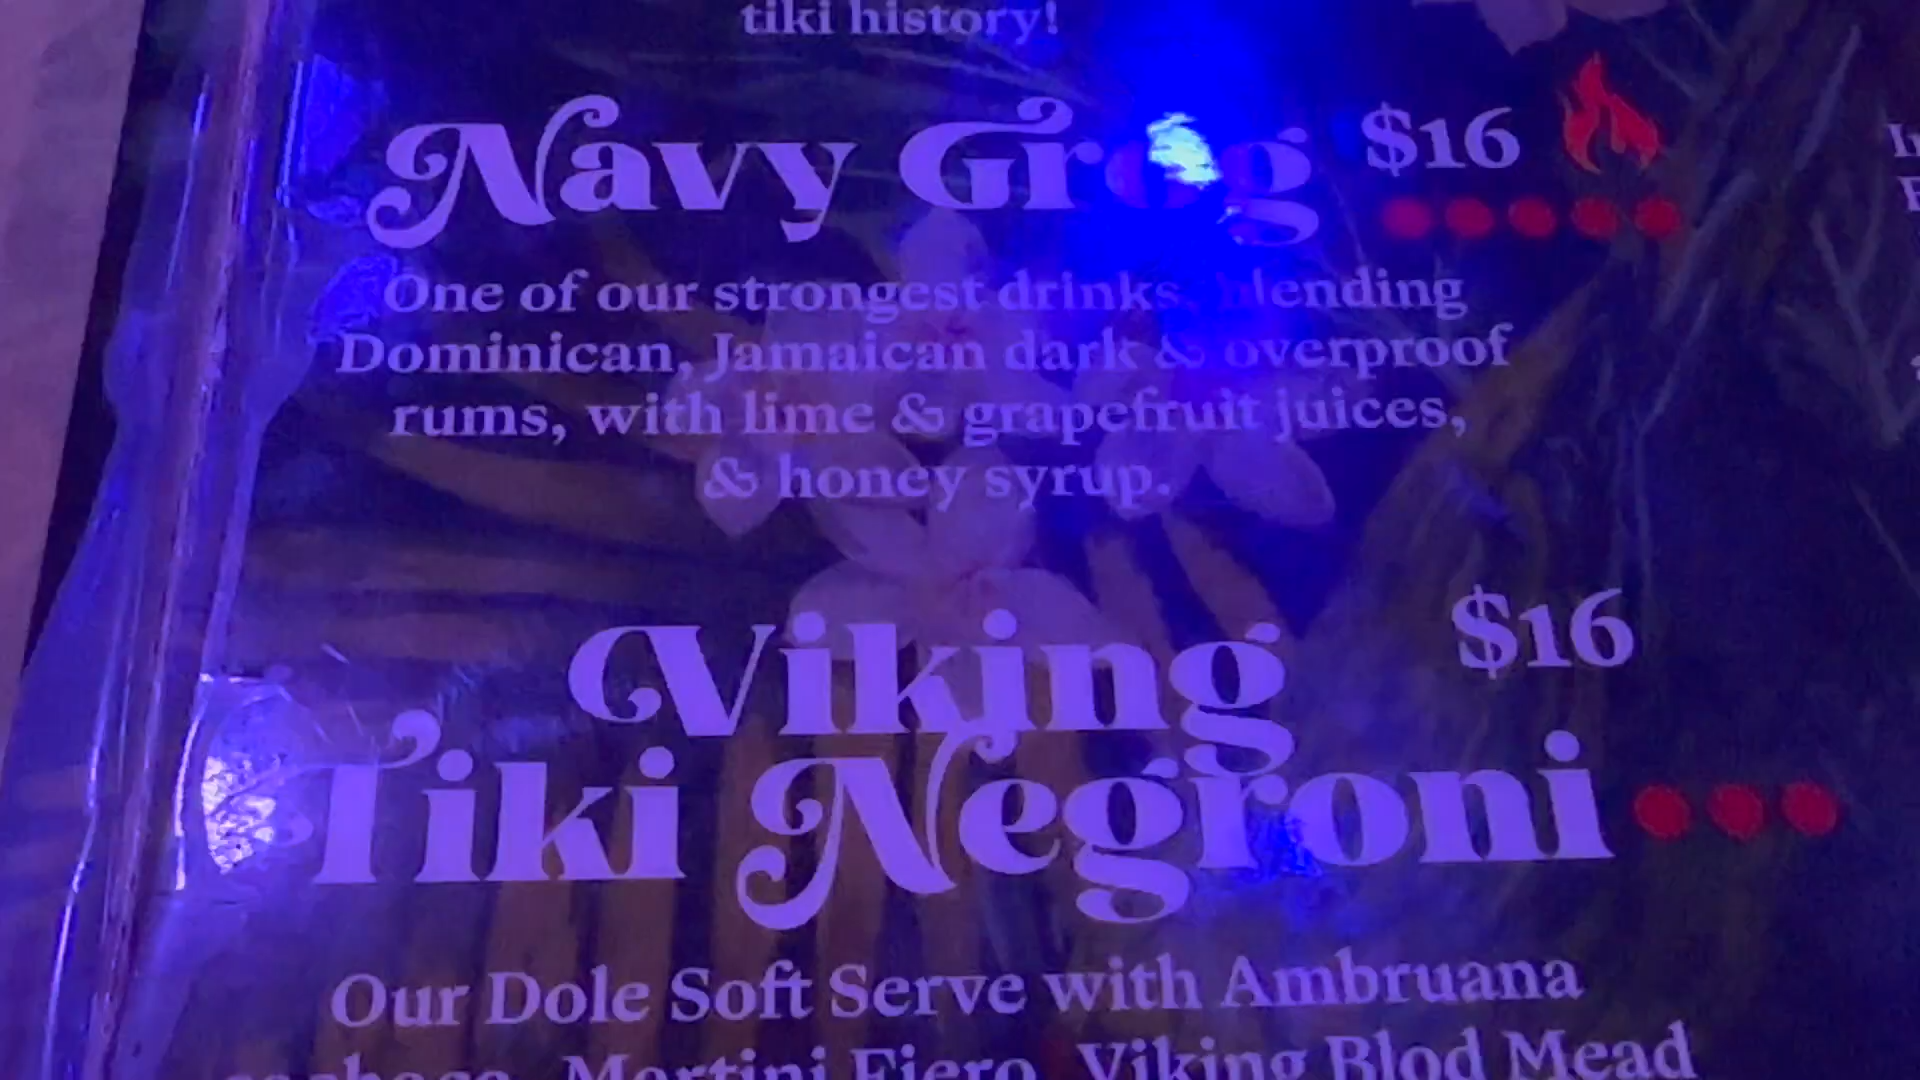 tiki history!
Navy Grog $16
One of our strongest drinks, blending
Dominican, Jamaican dark & overproof
rums, with lime & grapefruit juices,
& honey syrup.
Viking $16
Tiki Negroni
Our Dole Soft Serve with Ambruana
cachaca, Martini Fiero, Viking Blod Mead